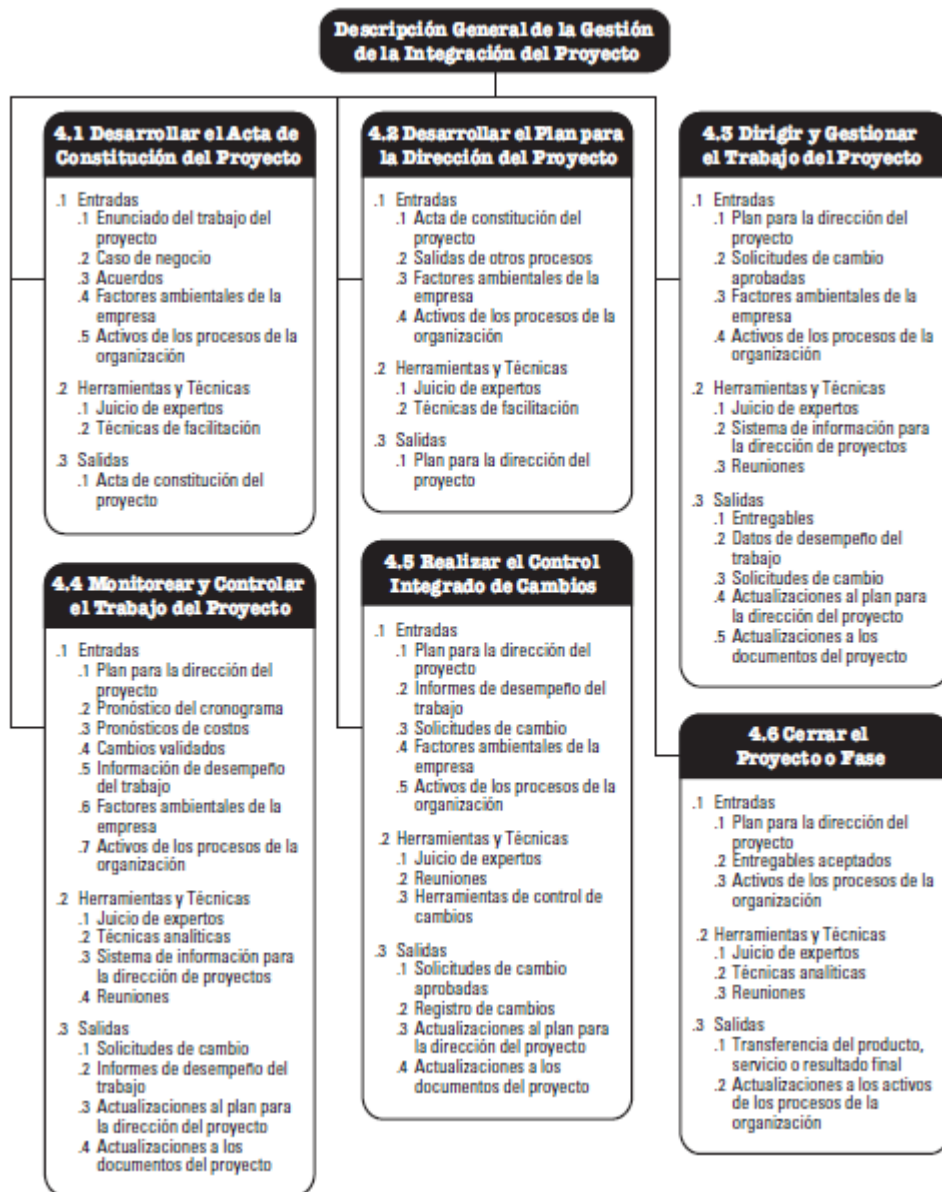 Descripción General de la Gestión
de la Integración del Proyecto
4.1 Desarrollar el Acta de
Constitución del Proyecto
.1 Entradas
.1 Enunciado del trabajo del
proyecto
.2 Caso de negocio
.3 Acuerdos
.4 Factores ambientales de la
empresa
.5 Activos de los procesos de la
organización
.2 Herramientas y Técnicas
.1 Juicio de expertos
.2 Técnicas de facilitación
.3 Salidas
.1 Acta de constitución del
proyecto
4.2 Desarrollar el Plan para
la Dirección del Proyecto
.1 Entradas
.1 Acta de constitución del
proyecto
.2 Salidas de otros procesos
.3 Factores ambientales de la
empresa
.4 Activos de los procesos de la
organización
.2 Herramientas y Técnicas
.1 Juicio de expertos
.2 Técnicas de facilitación
.3 Salidas
.1 Plan para la dirección del
proyecto
4.3 Dirigir y Gestionar
el Trabajo del Proyecto
.1 Entradas
.1 Plan para la dirección del
proyecto
.2 Solicitudes de cambio
aprobadas
.3 Factores ambientales de la
empresa
.4 Activos de los procesos de la
organización
.2 Herramientas y Técnicas
.1 Juicio de expertos
.2 Sistema de información para
la dirección de proyectos
.3 Reuniones
.3 Salidas
.1 Entregables
.2 Datos de desempeño del
trabajo
.3 Solicitudes de cambio
.4 Actualizaciones al plan para
la dirección del proyecto
.5 Actualizaciones a los
documentos del proyecto
4.4 Monitorear y Controlar
el Trabajo del Proyecto
.1 Entradas
.1 Plan para la dirección del
proyecto
.2 Pronóstico del cronograma
.3 Pronósticos de costos
.4 Cambios validados
.5 Información de desempeño
del trabajo
.6 Factores ambientales de la
empresa
.7 Activos de los procesos de la
organización
.2 Herramientas y Técnicas
.1 Juicio de expertos
.2 Técnicas analíticas
.3 Sistema de información para
la dirección de proyectos
.4 Reuniones
.3 Salidas
.1 Solicitudes de cambio
.2 Informes de desempeño del
trabajo
.3 Actualizaciones al plan para
la dirección del proyecto
.4 Actualizaciones a los
documentos del proyecto
4.5 Realizar el Control
Integrado de Cambios
.1 Entradas
.1 Plan para la dirección del
proyecto
.2 Informes de desempeño del
trabajo
.3 Solicitudes de cambio
.4 Factores ambientales de la
empresa
.5 Activos de los procesos de la
organización
.2 Herramientas y Técnicas
.1 Juicio de expertos
.2 Reuniones
.3 Herramientas de control de
cambios
.3 Salidas
.1 Solicitudes de cambio
aprobadas
.2 Registro de cambios
.3 Actualizaciones al plan para
la dirección del proyecto
.4 Actualizaciones a los
documentos del proyecto
4.6 Cerrar el
Proyecto o Fase
.1 Entradas
.1 Plan para la dirección del
proyecto
.2 Entregables aceptados
.3 Activos de los procesos de la
organización
.2 Herramientas y Técnicas
.1 Juicio de expertos
.2 Técnicas analíticas
.3 Reuniones
.3 Salidas
.1 Transferencia del producto,
servicio o resultado final
.2 Actualizaciones a los activos
de los procesos de la
organización